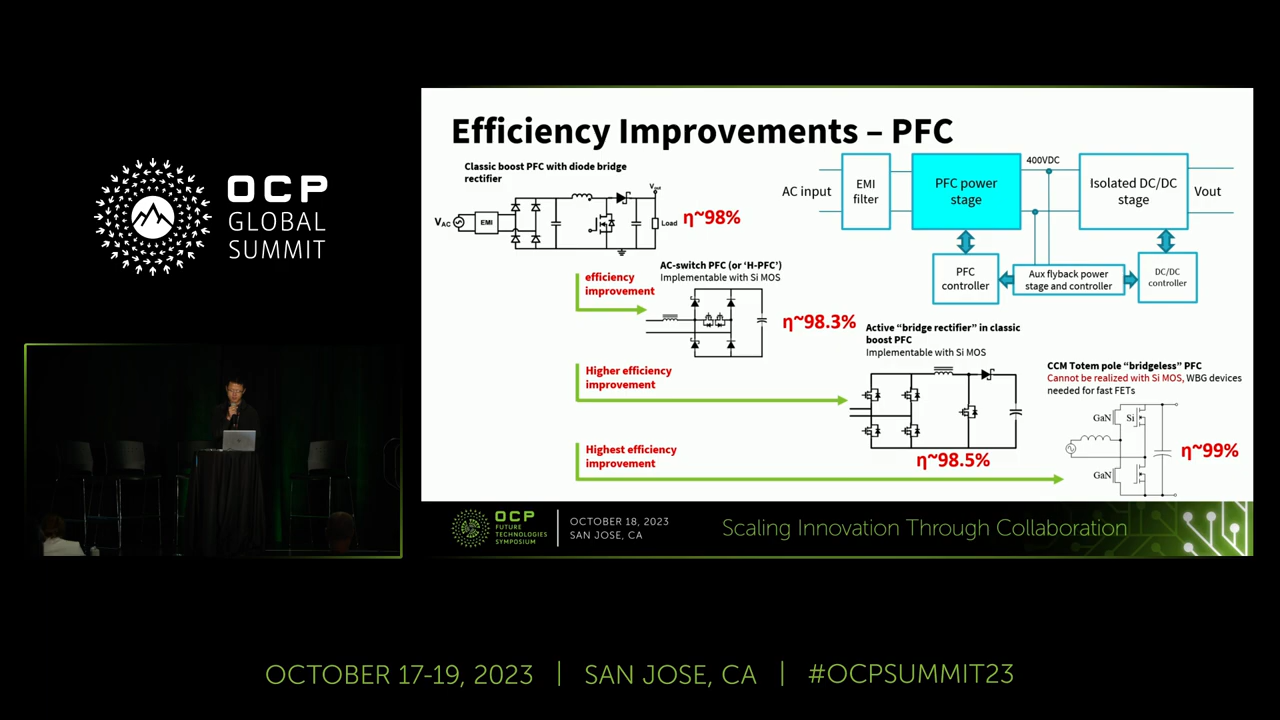 OCP
GLOBAL
SUMMIT
Efficiency Improvements – PFC
Classic boost PFC with diode bridge
rectifier
VAC
EMI
Vout
Load
η~98%
AC input
EMI
filter
PFC power
stage
400VDC
Isolated DC/DC
stage
Vout
PFC
controller
Aux flyback power
stage and controller
DC/DC
controller
efficiency
improvement
AC-switch PFC (or ‘H-PFC’)
Implementable with Si MOS
η~98.3%
Higher efficiency
improvement
Active “bridge rectifier” in classic
boost PFC
Implementable with Si MOS
η~98.5%
Highest efficiency
improvement
CCM Totem pole “bridgeless” PFC
Cannot be realized with Si MOS, WBG devices
needed for fast FETs
GaN
Si
GaN
η~99%
OCP
FUTURE
TECHNOLOGIES
SYMPOSIUM
OCTOBER 18, 2023
SAN JOSE, CA
Scaling Innovation Through Collaboration
OCTOBER 17-19, 2023 | SAN JOSE, CA | #OCPSUMMIT23